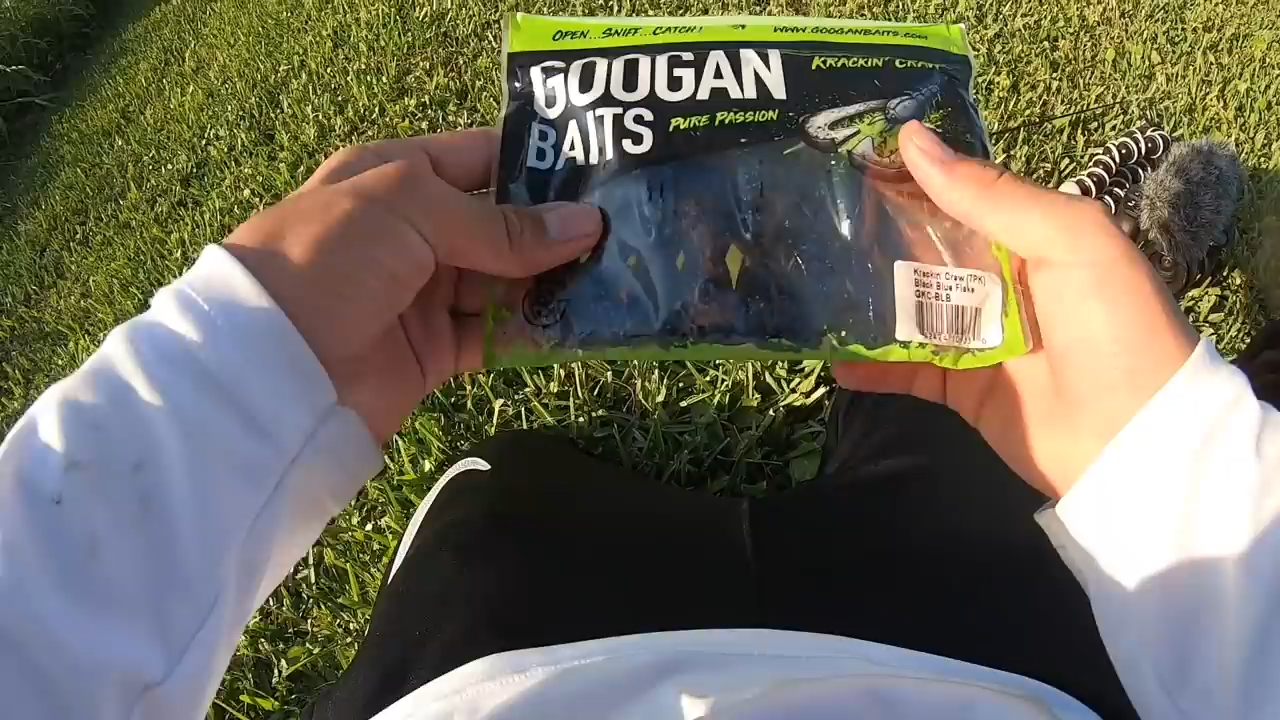 OPEN...SNIFF...CATCH!
WWW.GOOGANBAITS.COM
GOOGAN
BAITS
PURE PASSION
KRACKIN' CRAW
Krackin' Craw (7PK)
Black Blue Flake
GKC-BLB